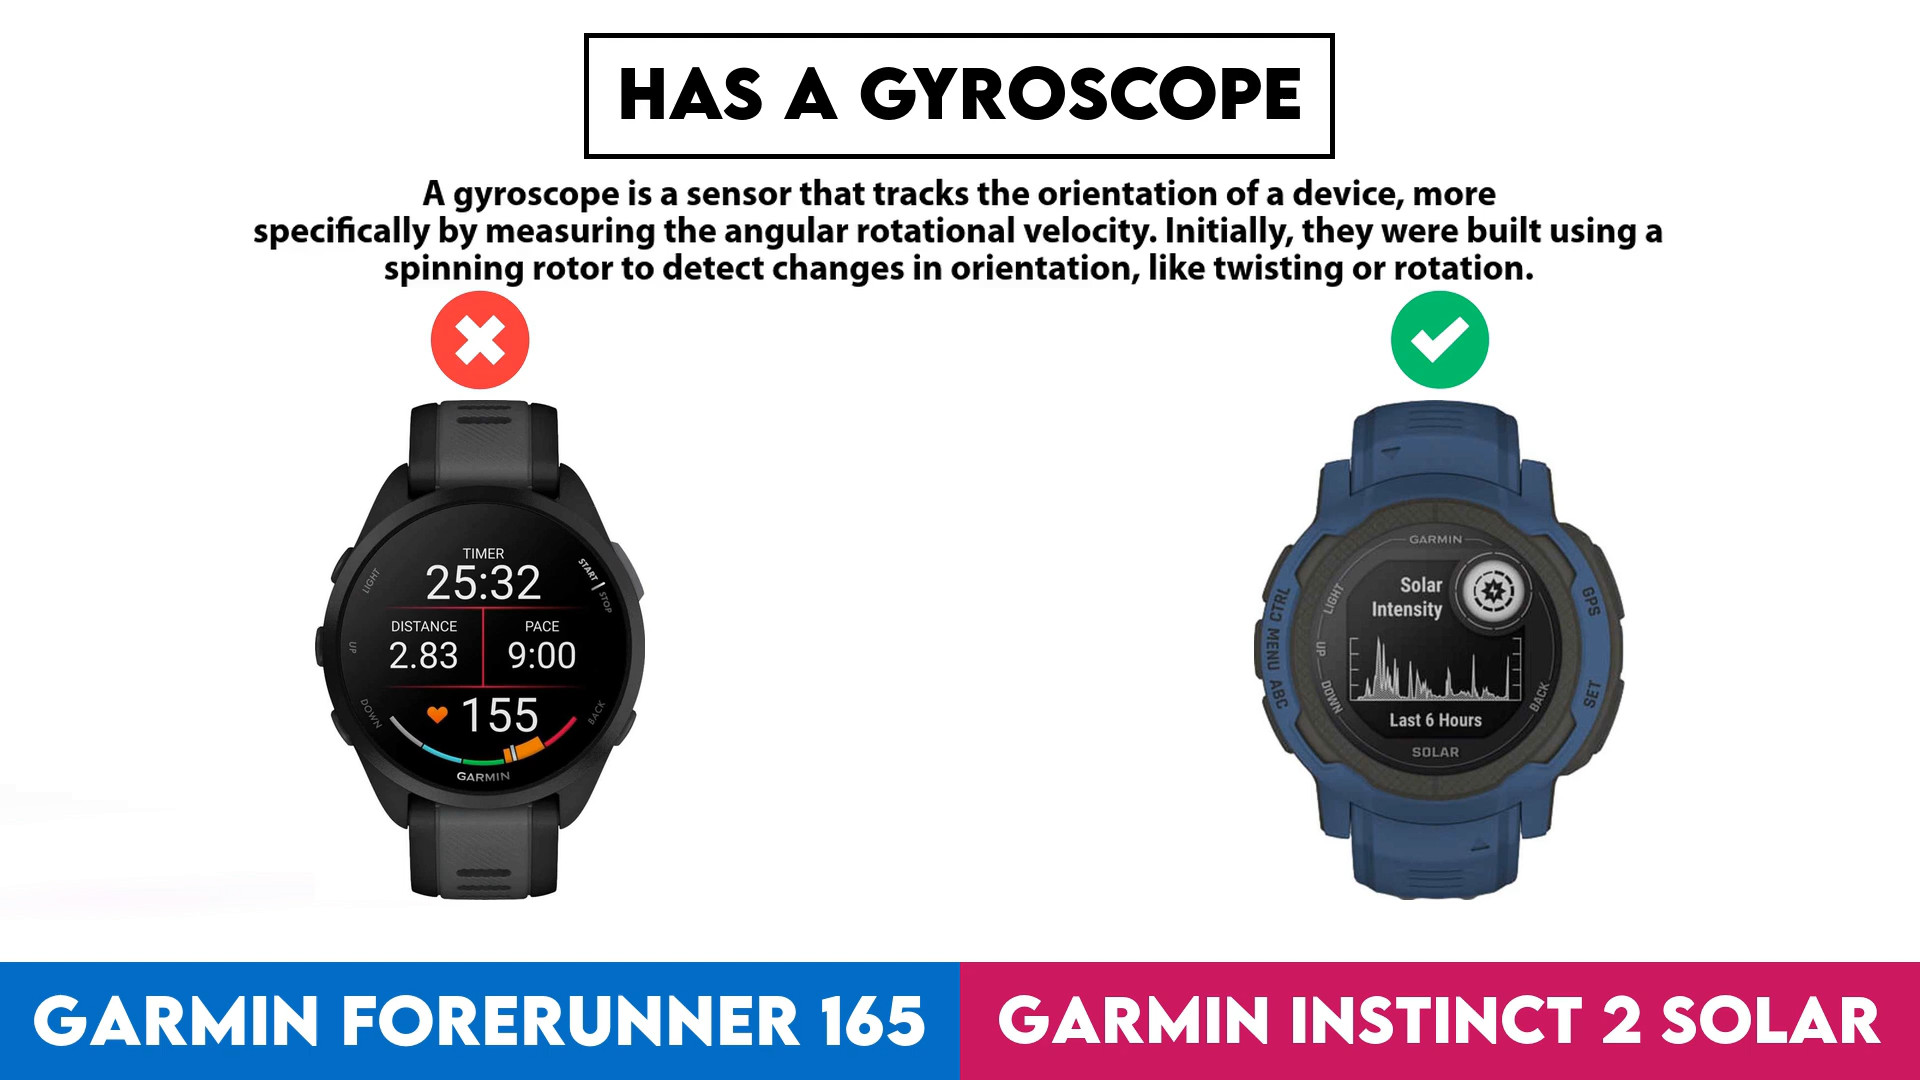 HAS A GYROSCOPE
A gyroscope is a sensor that tracks the orientation of a device, more
specifically by measuring the angular rotational velocity. Initially, they were built using a
spinning rotor to detect changes in orientation, like twisting or rotation.
TIMER
25:32
DISTANCE
PACE
2.83
9:00
155
GARMIN
LIGHT
UP
DOWN
START
STOP
BACK
GARMIN
Solar
Intensity
Last 6 Hours
SOLAR
LIGHT
UP
DOWN
BACK
CTRL
MENU
ABC
GPS
SET
GARMIN FORERUNNER 165
GARMIN INSTINCT 2 SOLAR